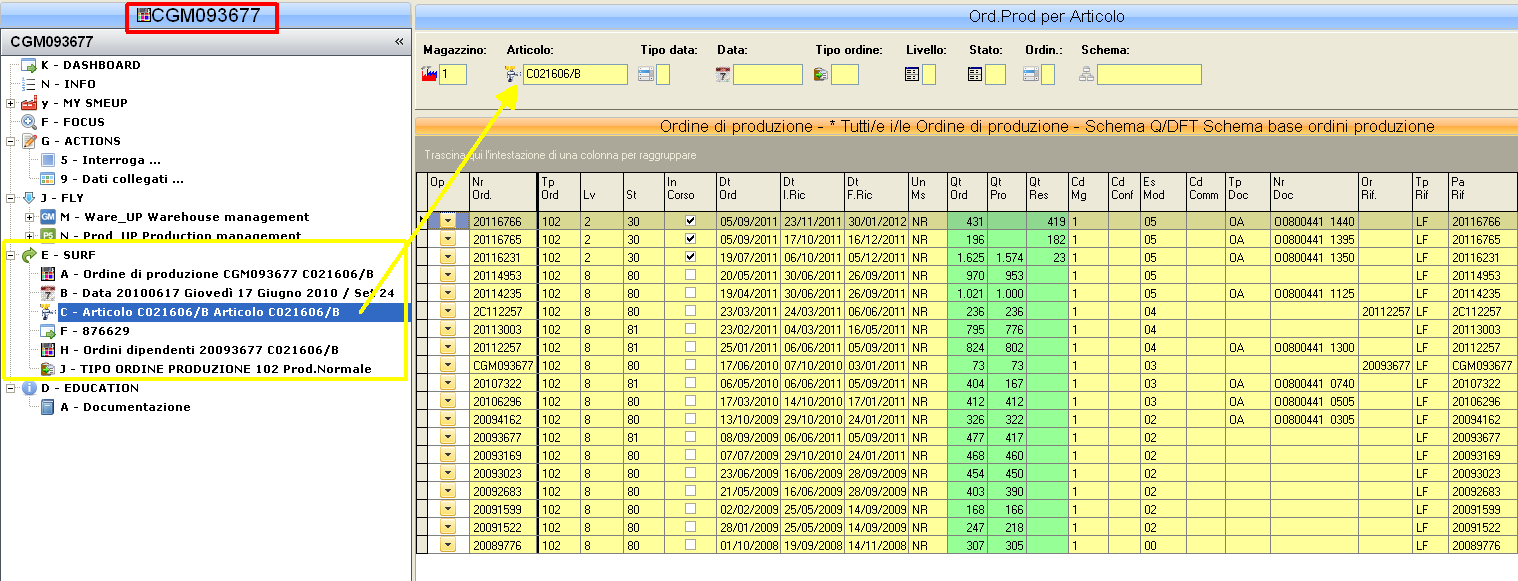 CGM093677
CGM093677 «
K - DASHBOARD
N - INFO
y - MY SMEUP
F - FOCUS
G - ACTIONS
5 - Interroga ...
9 - Dati collegati ...
J - FLY
M - Ware_UP Warehouse management
N - Prod_UP Production management
E - SURF
A - Ordine di produzione CGM093677 C021606/B
B - Data 20100617 Giovedì 17 Giugno 2010 / Set 24
C - Articolo C021606/B Articolo C021606/B
F - 876629
H - Ordini dipendenti 20093677 C021606/B
J - TIPO ORDINE PRODUZIONE 102 Prod.Normale
D - EDUCATION
A - Documentazione
Ord.Prod per Articolo
Magazzino: Articolo: Tipo data: Data: Tipo ordine: Livello: Stato: Ordin.: Schema:
1 C021606/B
Ordine di produzione - * Tutti/e i/le Ordine di produzione - Schema Q/DFT Schema base ordini produzione
Trascina qui l'intestazione di una colonna per raggruppare
Op Nr Tp In Dt Dt Dt Un Qt Qt Qt Cd Cd Es Cd Tp Nr Or Tp Pa
Ord. Ord Lv St Corso Ord I.Ric F.Ric Ms Ord Pro Res Mg Conf Mod Comm Doc Doc Rif. Rif Rif
20116766 102 2 30 05/09/2011 23/11/2011 30/01/2012 NR 431 419 1 05 OA O0800441 1440 LF 20116766
20116765 102 2 30 05/09/2011 17/10/2011 16/12/2011 NR 196 182 1 05 OA O0800441 1395 LF 20116765
20116231 102 2 30 19/07/2011 06/10/2011 05/12/2011 NR 1.625 1.574 23 1 05 OA O0800441 1350 LF 20116231
20114953 102 8 80 20/05/2011 30/06/2011 26/09/2011 NR 970 953 1 05 LF 20114953
20114235 102 8 80 19/04/2011 30/06/2011 26/09/2011 NR 1.021 1.000 1 05 OA O0800441 1125 LF 20114235
2C112257 102 8 80 23/03/2011 24/03/2011 06/06/2011 NR 236 236 1 04 20112257 LF 2C112257
20113003 102 8 81 23/02/2011 04/03/2011 16/05/2011 NR 795 776 1 04 LF 20113003
20112257 102 8 81 25/01/2011 06/06/2011 05/09/2011 NR 824 802 1 04 OA O0800441 1300 LF 20112257
CGM093677 102 8 80 17/06/2010 07/10/2010 03/01/2011 NR 73 73 1 03 20093677 LF CGM093677
20107322 102 8 81 06/05/2010 06/06/2011 05/09/2011 NR 404 167 1 03 OA O0800441 0740 LF 20107322
20106296 102 8 80 17/03/2010 14/10/2010 17/01/2011 NR 412 412 1 03 OA O0800441 0505 LF 20106296
20094162 102 8 80 13/10/2009 29/10/2010 24/01/2011 NR 326 322 1 02 OA O0800441 0305 LF 20094162
20093677 102 8 81 08/09/2009 06/06/2011 05/09/2011 NR 477 417 1 02 LF 20093677
20093169 102 8 80 07/07/2009 29/10/2010 24/01/2011 NR 468 460 1 02 LF 20093169
20093023 102 8 80 23/06/2009 16/06/2009 28/09/2009 NR 454 450 1 02 LF 20093023
20092683 102 8 80 21/05/2009 16/06/2009 28/09/2009 NR 403 390 1 02 LF 20092683
20091599 102 8 80 02/02/2009 25/05/2009 14/09/2009 NR 168 166 1 02 LF 20091599
20091522 102 8 80 28/01/2009 25/05/2009 14/09/2009 NR 247 218 1 02 LF 20091522
20089776 102 8 80 01/10/2008 19/09/2008 14/11/2008 NR 307 305 1 00 LF 20089776